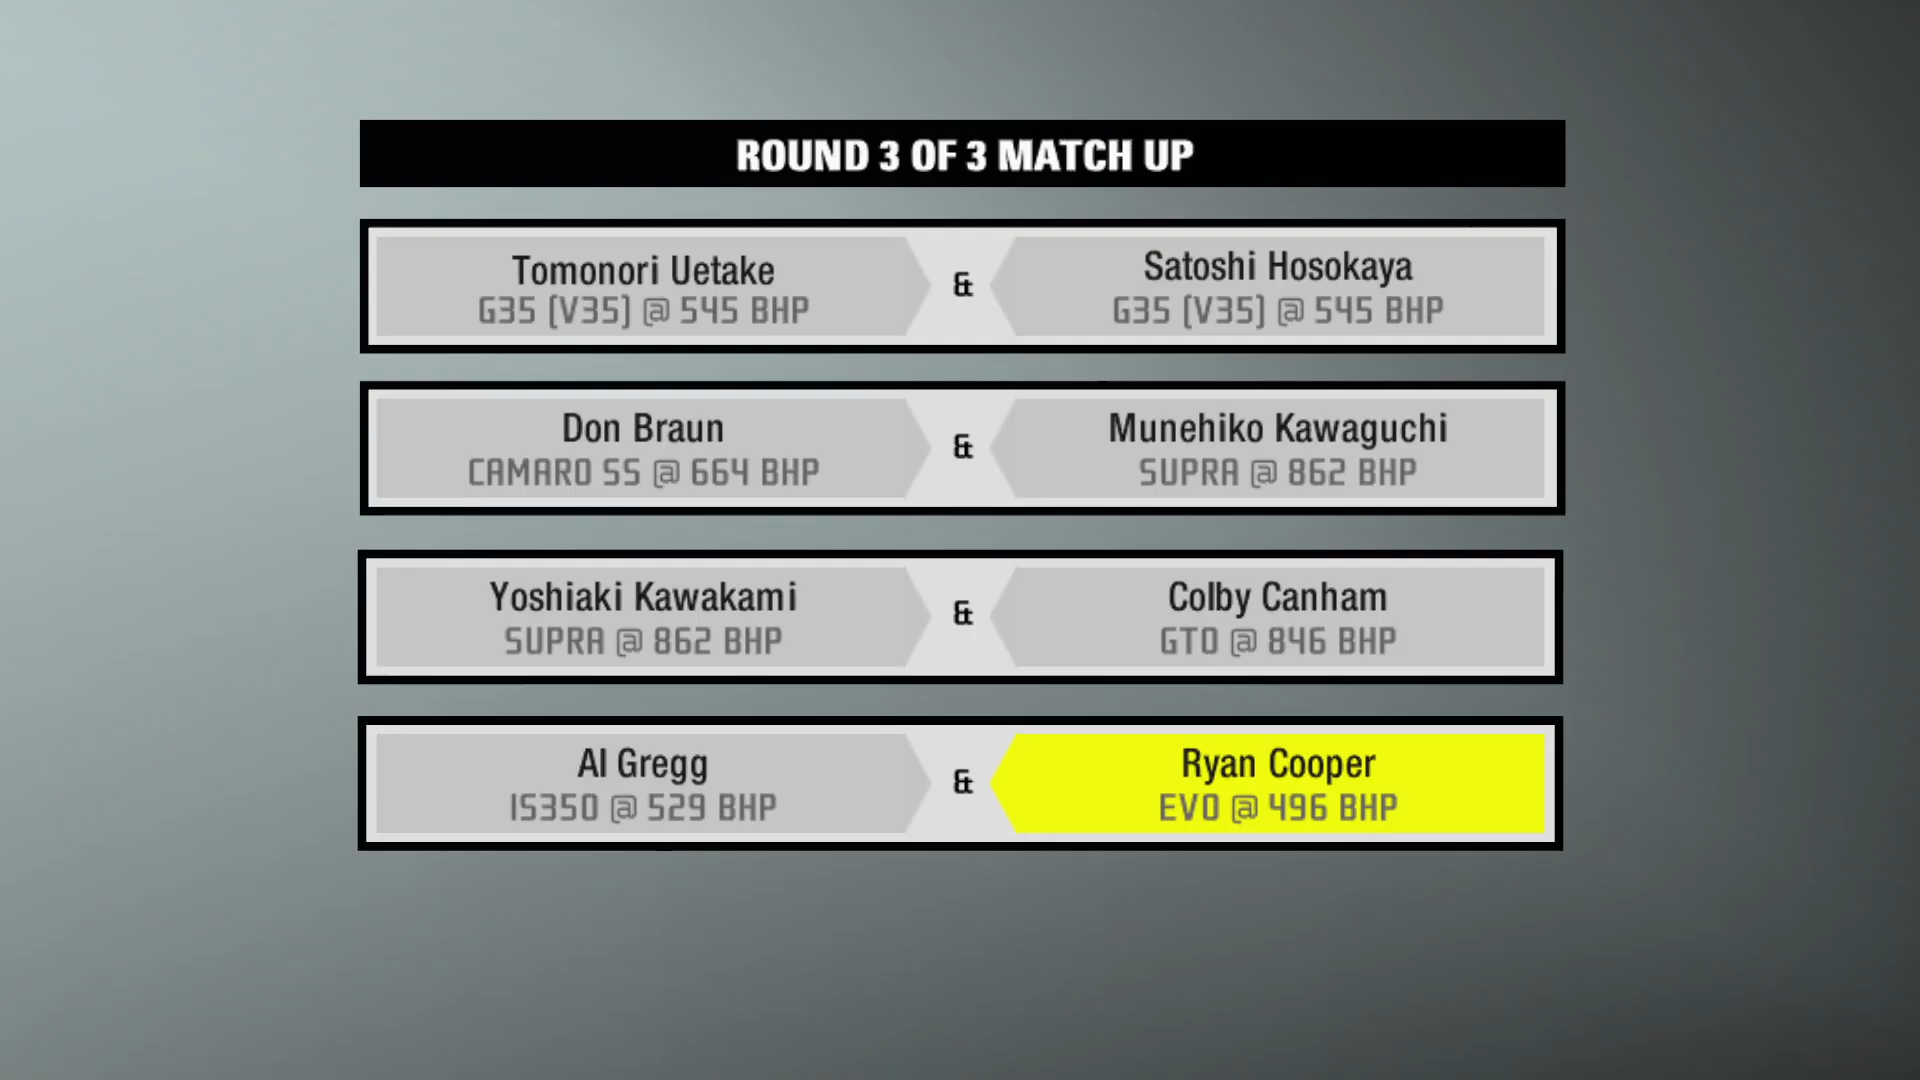 ROUND 3 OF 3 MATCH UP
Tomonori Uetake & Satoshi Hosokaya
G35 (V35) @ 545 BHP G35 (V35) @ 545 BHP
Don Braun & Munehiko Kawaguchi
CAMARO SS @ 664 BHP SUPRA @ 862 BHP
Yoshiaki Kawakami & Colby Canham
SUPRA @ 862 BHP GTO @ 846 BHP
Al Gregg & Ryan Cooper
IS350 @ 529 BHP EVO @ 496 BHP